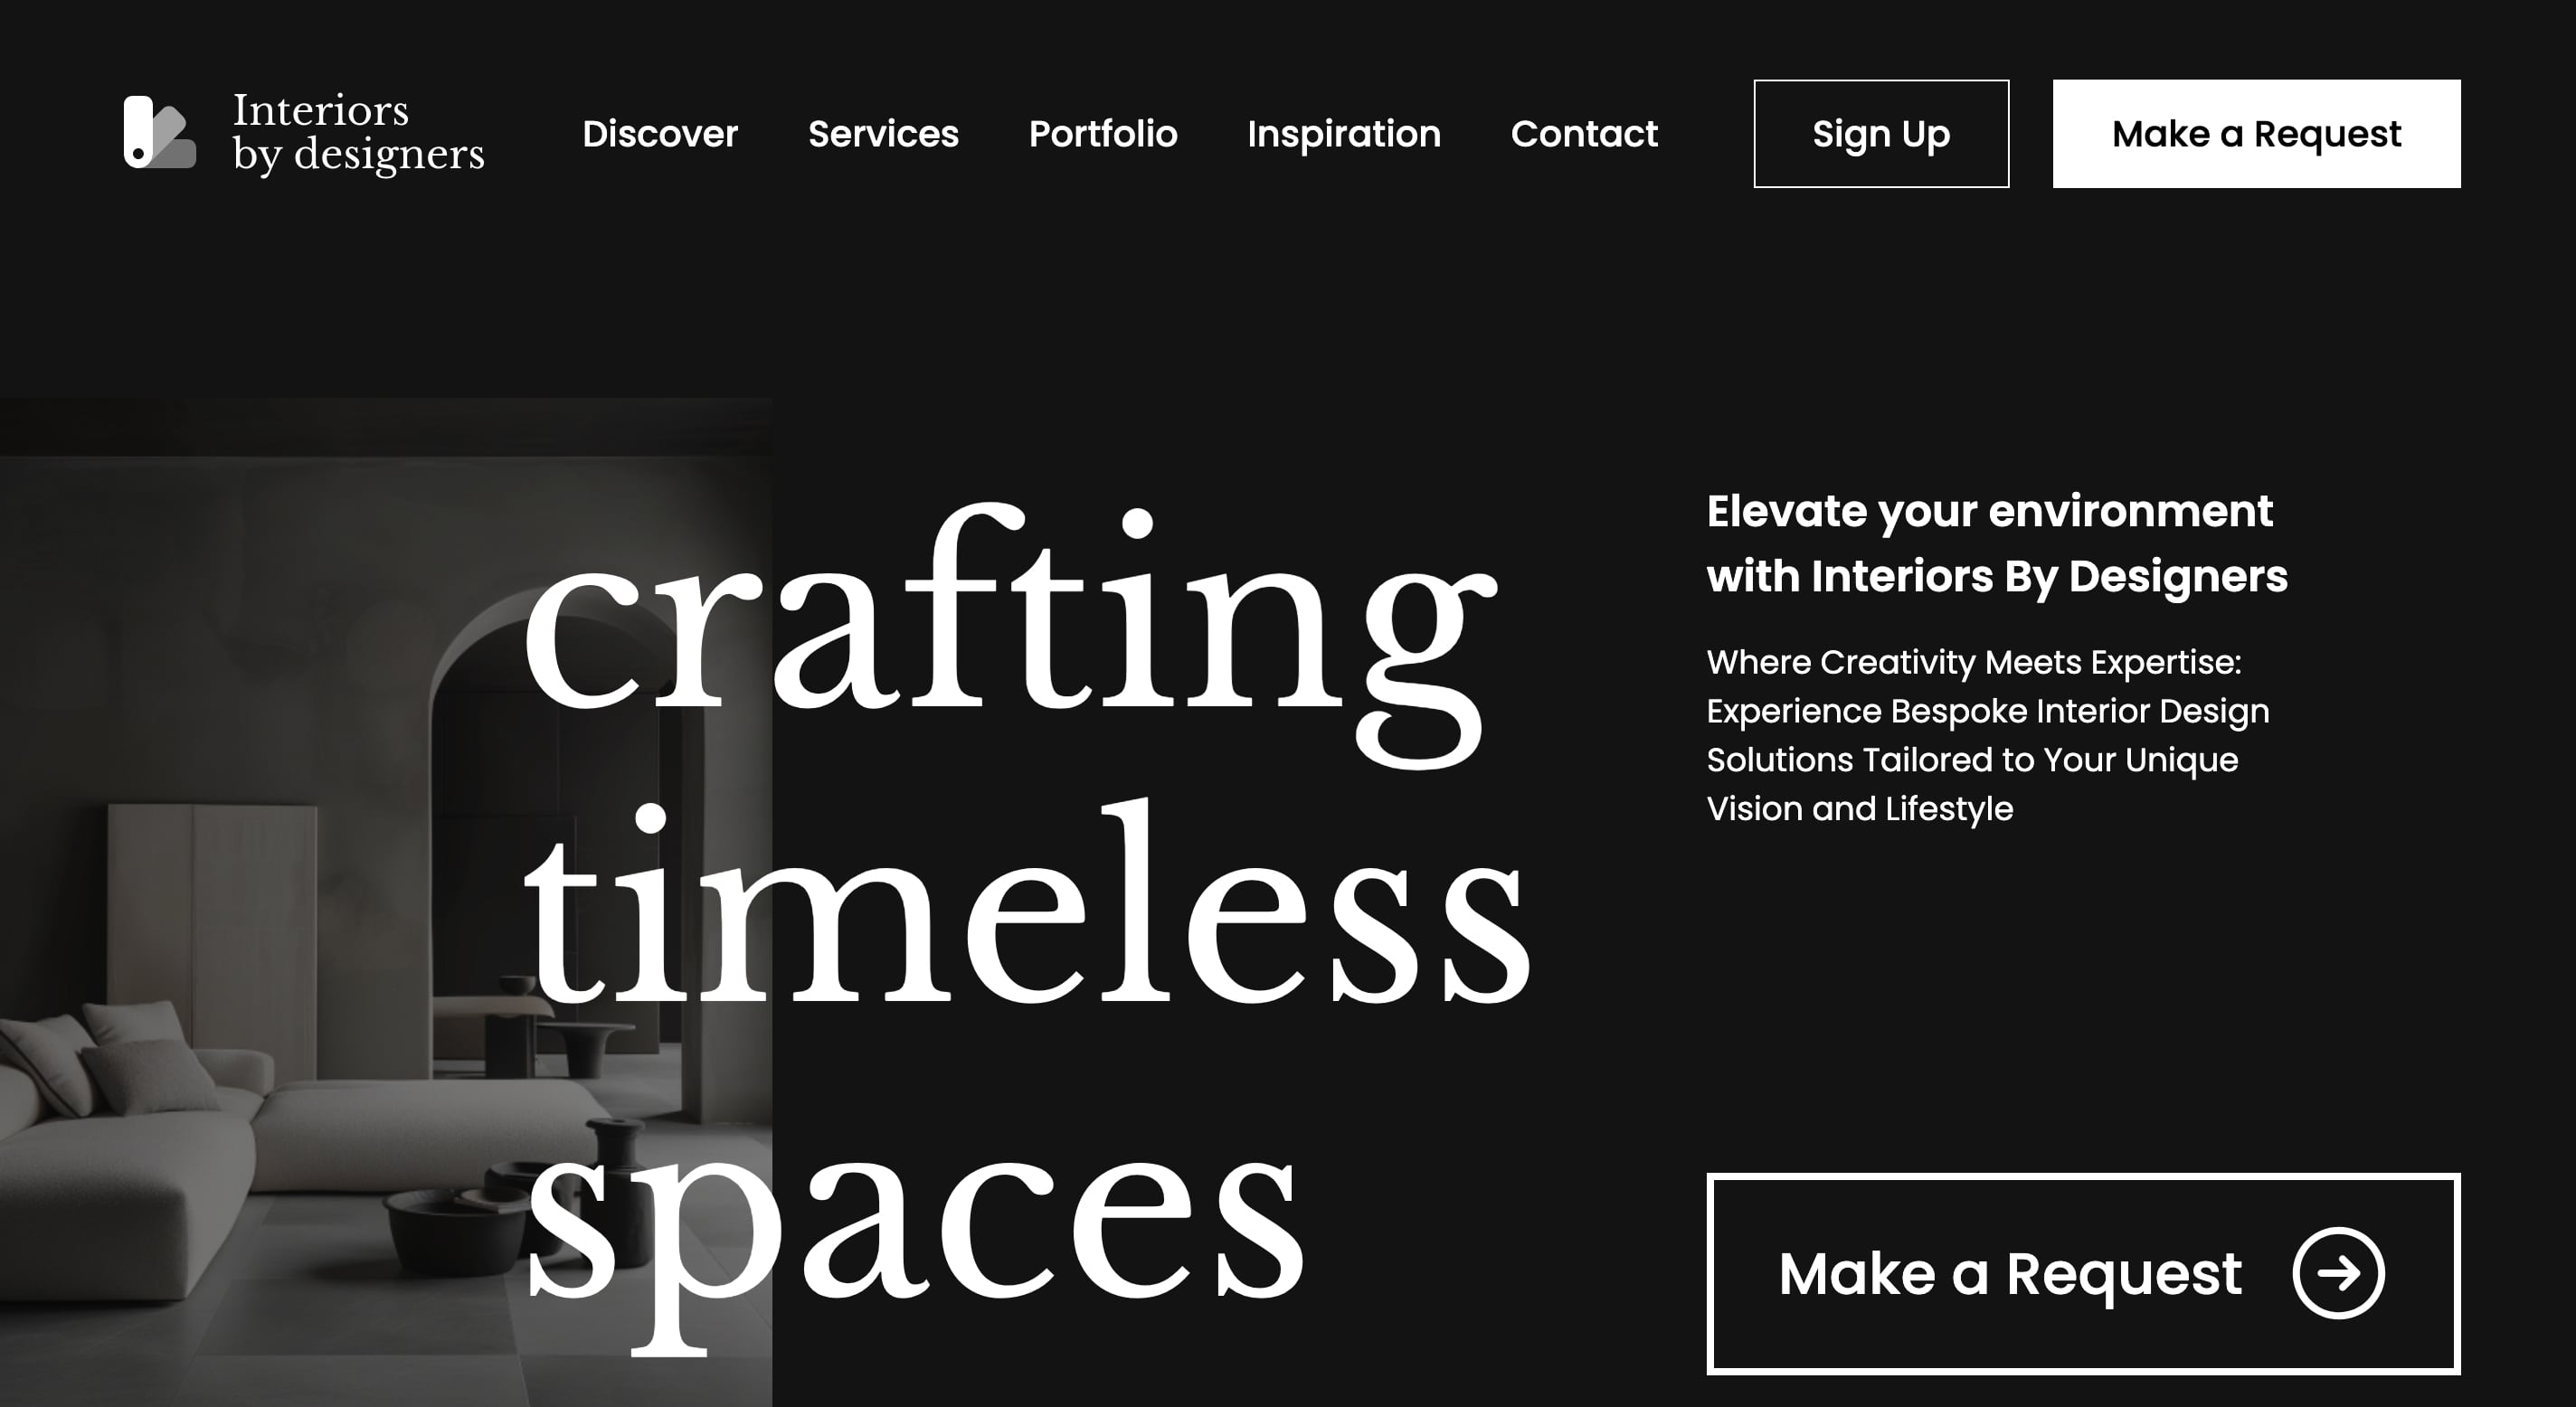 Interiors
by designers
Discover
Services
Portfolio
Inspiration
Contact
Sign Up
Make a Request
crafting
timeless
spaces
Elevate your environment
with Interiors By Designers
Where Creativity Meets Expertise:
Experience Bespoke Interior Design
Solutions Tailored to Your Unique
Vision and Lifestyle
Make a Request